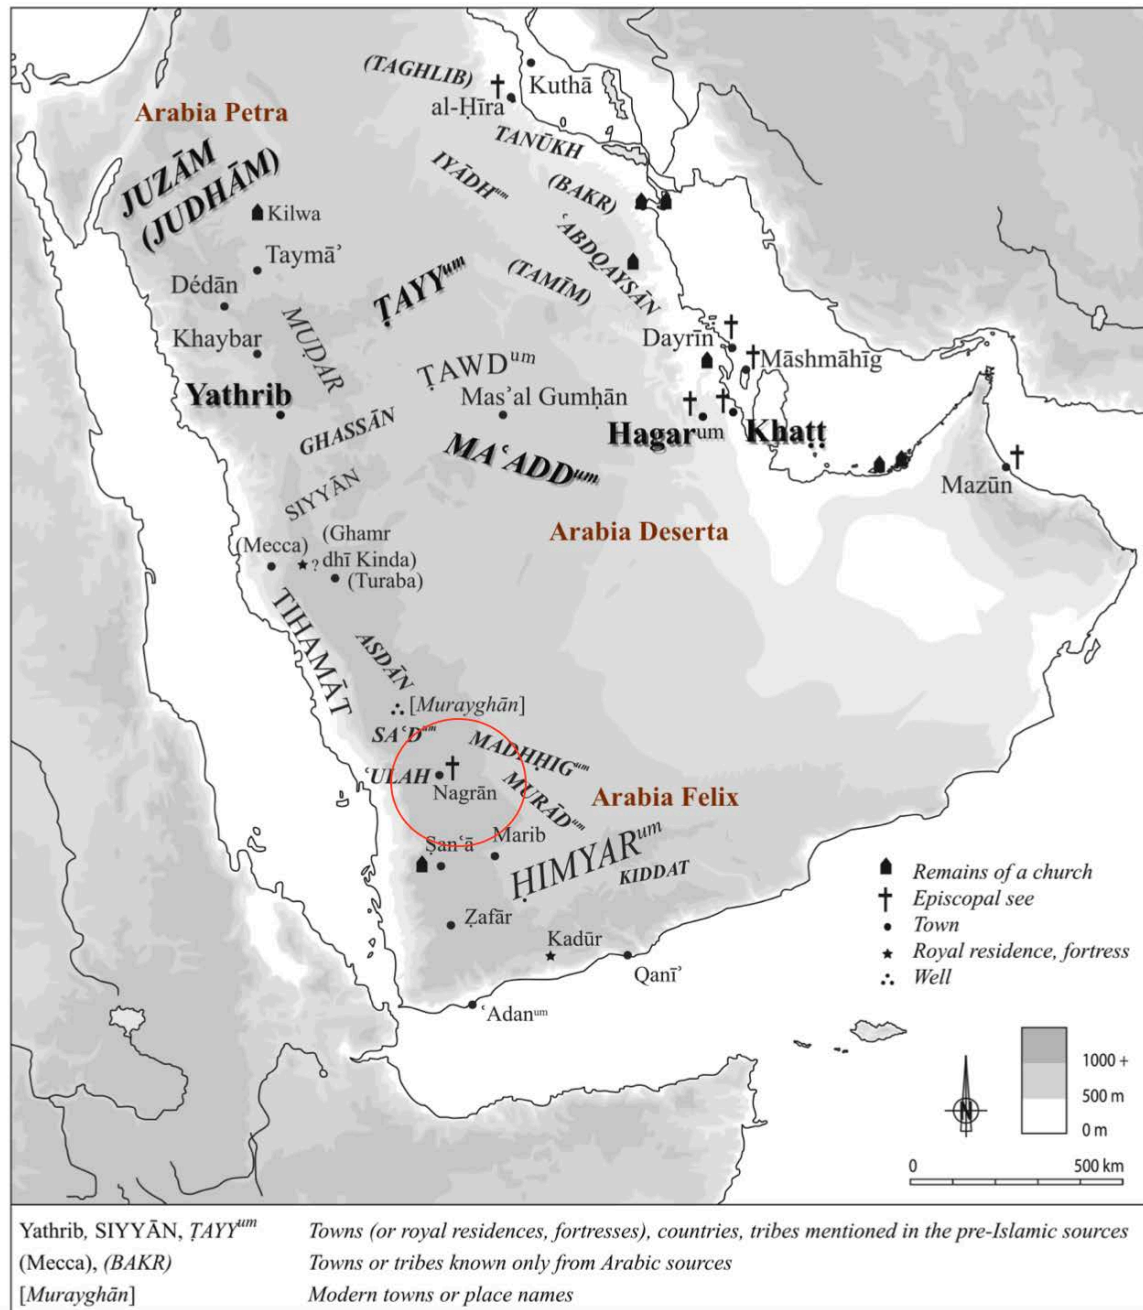 (TAGHLIB)
Kuthā
al-Ḥīra
Arabia Petra
TANŪKH
JUZĀM
(JUDHĀM)
IYĀDHᵘᵐ
(BAKR)
Kilwa
ʿABDQAYSĀN
Taymāʾ
(TAMĪM)
ṬAYYᵘᵐ
Dédān
MUḌAR
Khaybar
Dayrīn
Māshmāhīg
ṬAWDᵘᵐ
Yathrib
Masʾal Gumḥān
GHASSĀN
Hagarᵘᵐ
Khaṭṭ
MAʿADDᵘᵐ
Mazūn
SIYYĀN
Arabia Deserta
(Mecca)
(Ghamr
? dhī Kinda)
(Turaba)
TIHAMĀT
ASDĀN
[Murayghān]
SAʿDᵘᵐ
MADHḤIGᵘᵐ
ʿULAH
Nagrān
MURĀDᵘᵐ
Arabia Felix
Ṣanʿā
Marib
ḤIMYARᵘᵐ
KIDDAT
Ẓafār
Kadūr
Qanīʾ
ʿAdanᵘᵐ
Remains of a church
Episcopal see
Town
Royal residence, fortress
Well
N
1000 +
500 m
0 m
0 500 km
Yathrib, SIYYĀN, ṬAYYᵘᵐ Towns (or royal residences, fortresses), countries, tribes mentioned in the pre-Islamic sources
(Mecca), (BAKR) Towns or tribes known only from Arabic sources
[Murayghān] Modern towns or place names